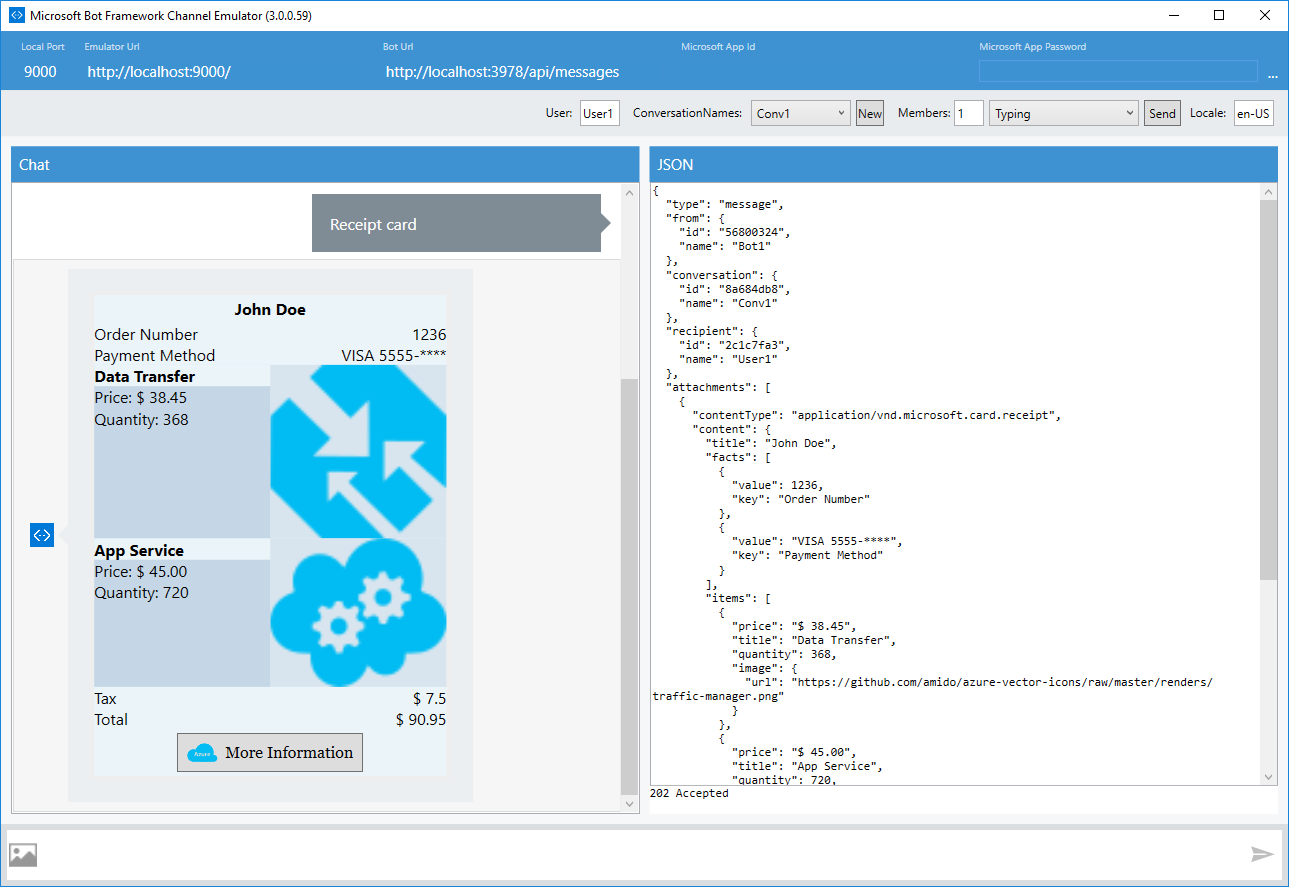 Microsoft Bot Framework Channel Emulator (3.0.0.59)
Local Port
Emulator Url
Bot Url
Microsoft App Id
Microsoft App Password
9000
http://localhost:9000/
http://localhost:3978/api/messages
...
User: User1 ConversationNames: Conv1 New Members: 1 Typing Send Locale: en-US
Chat
Receipt card
John Doe
Order Number 1236
Payment Method VISA 5555-****
Data Transfer
Price: $ 38.45
Quantity: 368
App Service
Price: $ 45.00
Quantity: 720
Tax $ 7.5
Total $ 90.95
Azure More Information
JSON
{
"type": "message",
"from": {
"id": "56800324",
"name": "Bot1"
},
"conversation": {
"id": "8a684db8",
"name": "Conv1"
},
"recipient": {
"id": "2c1c7fa3",
"name": "User1"
},
"attachments": [
{
"contentType": "application/vnd.microsoft.card.receipt",
"content": {
"title": "John Doe",
"facts": [
{
"value": 1236,
"key": "Order Number"
},
{
"value": "VISA 5555-****",
"key": "Payment Method"
}
],
"items": [
{
"price": "$ 38.45",
"title": "Data Transfer",
"quantity": 368,
"image": {
"url": "https://github.com/amido/azure-vector-icons/raw/master/renders/
traffic-manager.png"
}
},
{
"price": "$ 45.00",
"title": "App Service",
"quantity": 720,
202 Accepted